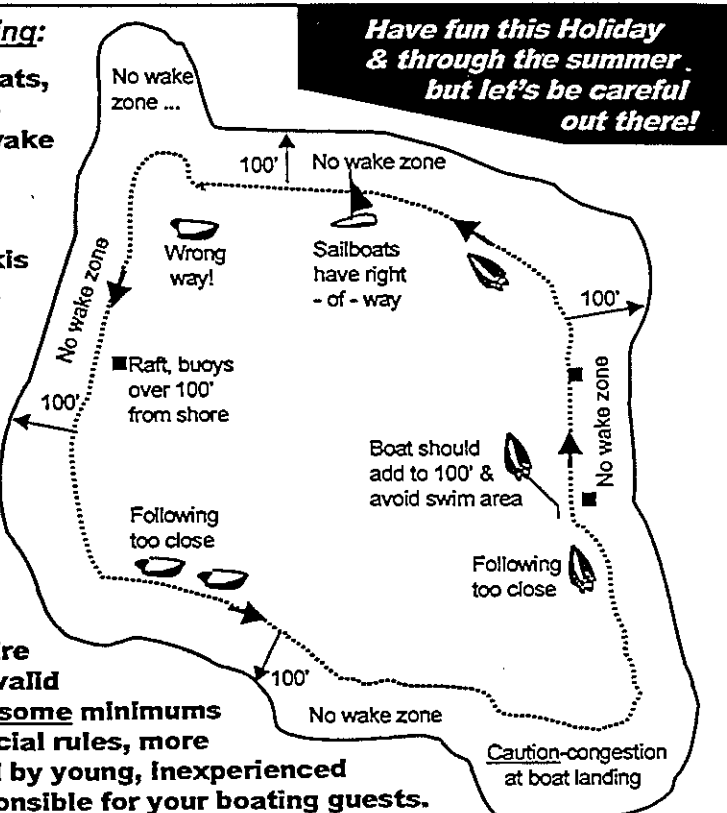 ing:
Have fun this Holiday
& through the summer.
but let's be careful
out there!
ats,
No wake
zone ...
vake
100'
No wake zone
kis
Wrong
way!
Sailboats
have right
- of - way
No wake zone
100'
Raft, buoys
over 100'
from shore
100'
No wake zone
Boat should
add to 100' &
avoid swim area
Following
too close
Following
too close
re
valid
100'
some minimums
No wake zone
cial rules, more
Caution-congestion
at boat landing
by young, inexperienced
onsible for your boating guests.